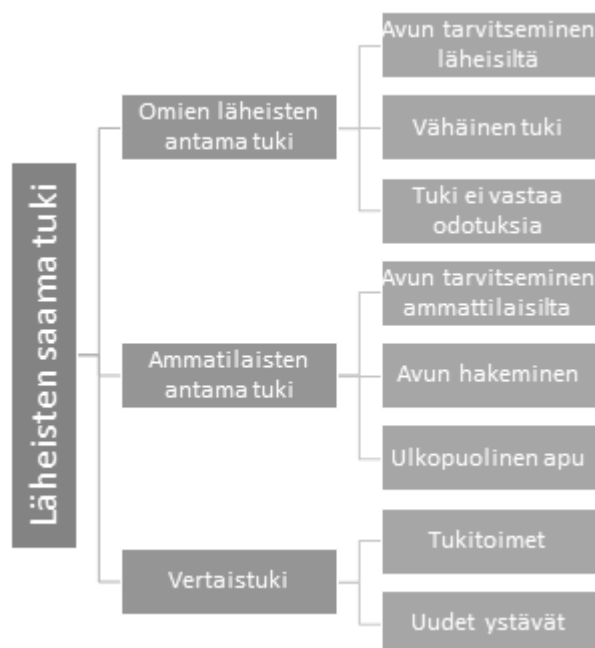 Läheisten saama tuki
Omien läheisten
antama tuki
Avun tarvitseminen
läheisiltä
Vähäinen tuki
Tuki ei vastaa
odotuksia
Ammatilaisten
antama tuki
Avun tarvitseminen
ammattilaisilta
Avun hakeminen
Ulkopuolinen apu
Vertaistuki
Tukitoimet
Uudet ystävät